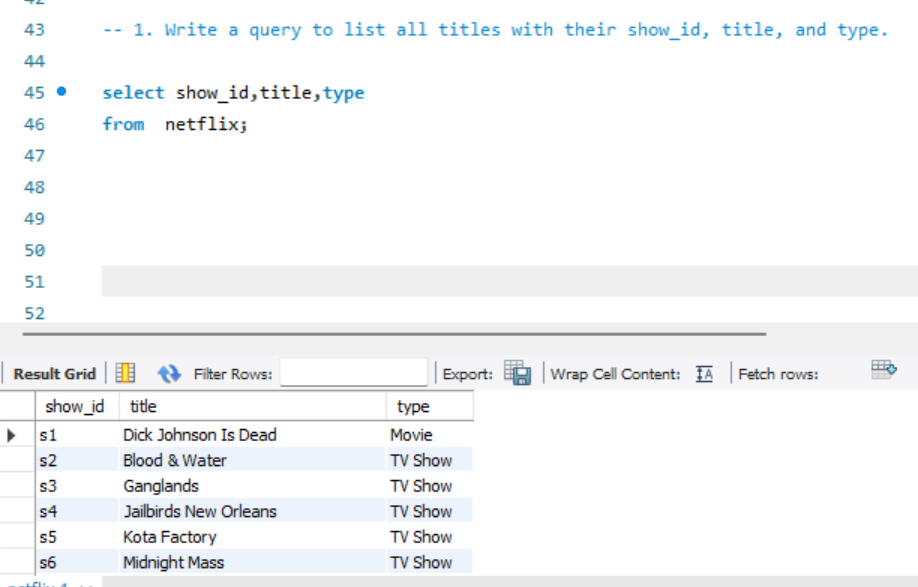 42
43 -- 1. Write a query to list all titles with their show_id, title, and type.
44
45 select show_id,title,type
46 from netflix;
47
48
49
50
51
52
Result Grid Filter Rows: Export: Wrap Cell Content: Fetch rows:
show_id title type
s1 Dick Johnson Is Dead Movie
s2 Blood & Water TV Show
s3 Ganglands TV Show
s4 Jailbirds New Orleans TV Show
s5 Kota Factory TV Show
s6 Midnight Mass TV Show